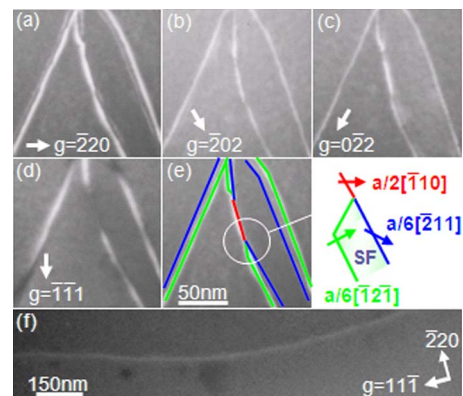 (a)
g=2̅20
(b)
g=2̅02
(c)
g=02̅2
(d)
g=1̅1̅1
(e)
50nm
a/2[1̅10]
a/6[2̅11]
SF
a/6[1̅21̅]
(f)
150nm
2̅20
g=111̅